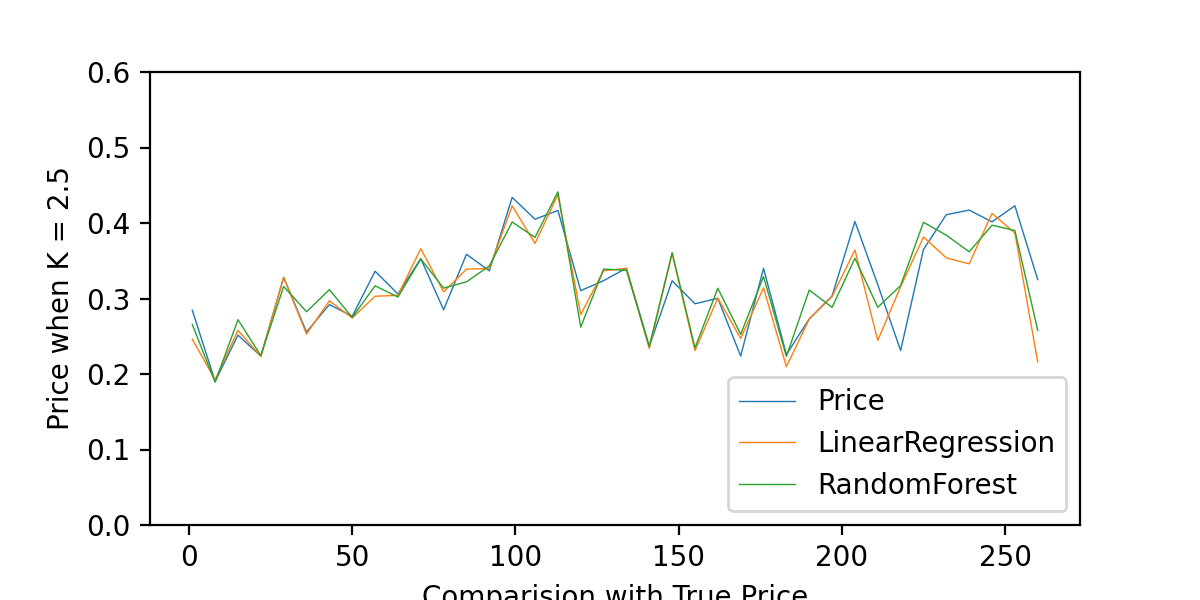 0.6
0.5
0.4
0.3
0.2
0.1
0.0
Price when K = 2.5
Price
LinearRegression
RandomForest
0 50 100 150 200 250
Comparision with True Price